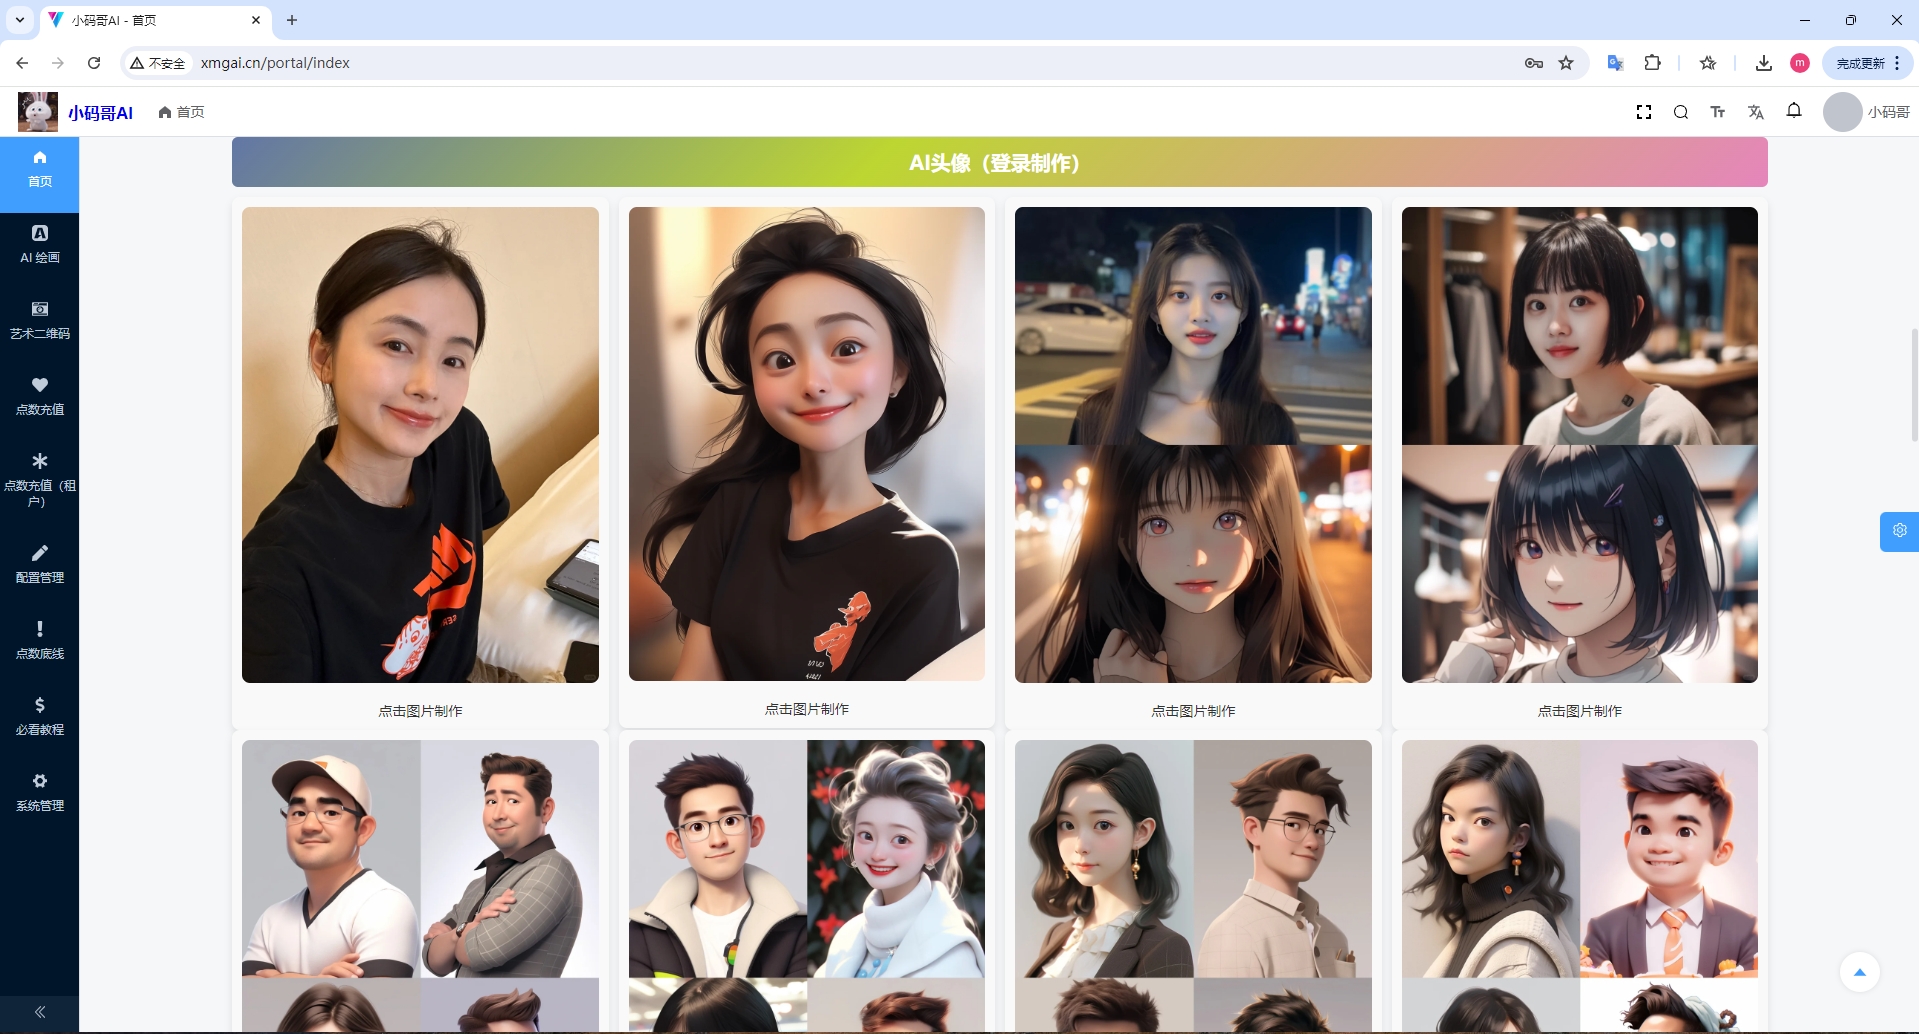 小码哥AI - 首页
不安全
xmgai.cn/portal/index
m
完成更新
小码哥AI
首页
小码哥
首页
AI 绘画
艺术二维码
点数充值
点数充值（租
户）
配置管理
点数底线
必看教程
系统管理
AI头像（登录制作）
点击图片制作
点击图片制作
点击图片制作
点击图片制作